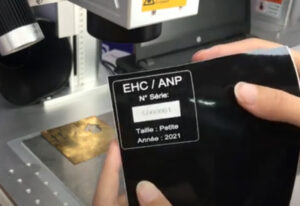 EHC / ANP
N° Série:
Taille : Petite
Année : 2021